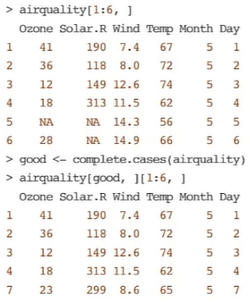 > airquality[1:6, ]
  Ozone Solar.R Wind Temp Month Day
1    41     190  7.4   67     5   1
2    36     118  8.0   72     5   2
3    12     149 12.6   74     5   3
4    18     313 11.5   62     5   4
5    NA      NA 14.3   56     5   5
6    28      NA 14.9   66     5   6
> good <- complete.cases(airquality)
> airquality[good, ][1:6, ]
  Ozone Solar.R Wind Temp Month Day
1    41     190  7.4   67     5   1
2    36     118  8.0   72     5   2
3    12     149 12.6   74     5   3
4    18     313 11.5   62     5   4
7    23     299  8.6   65     5   7